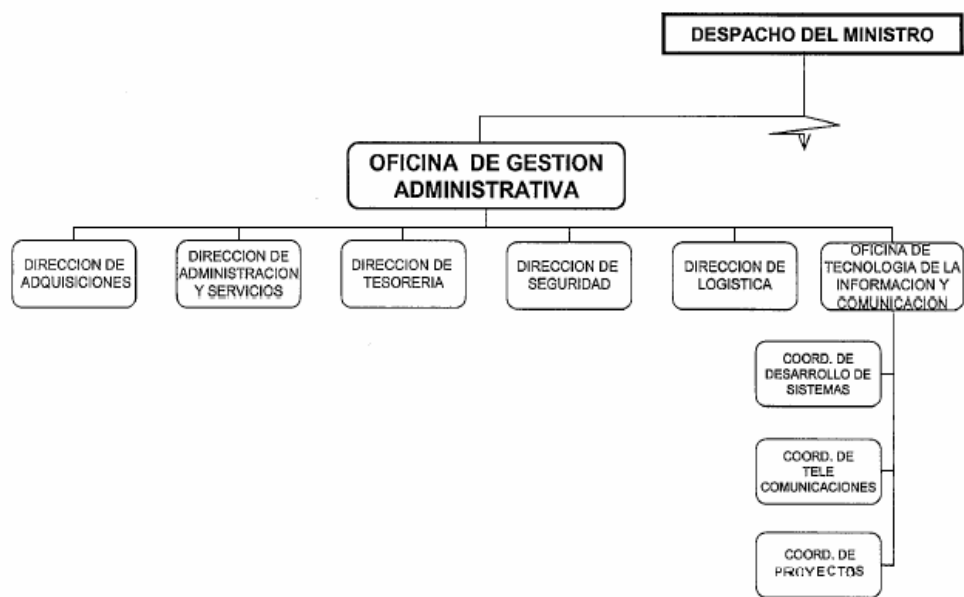 DESPACHO DEL MINISTRO
OFICINA DE GESTION
ADMINISTRATIVA
DIRECCION DE
ADQUISICIONES
DIRECCION DE
ADMINISTRACION
Y SERVICIOS
DIRECCION DE
TESORERIA
DIRECCION DE
SEGURIDAD
DIRECCION DE
LOGISTICA
OFICINA DE
TECNOLOGIA DE LA
INFORMACION Y
COMUNICACION
COORD. DE
DESARROLLO DE
SISTEMAS
COORD. DE
TELE
COMUNICACIONES
COORD. DE
PROYECTOS